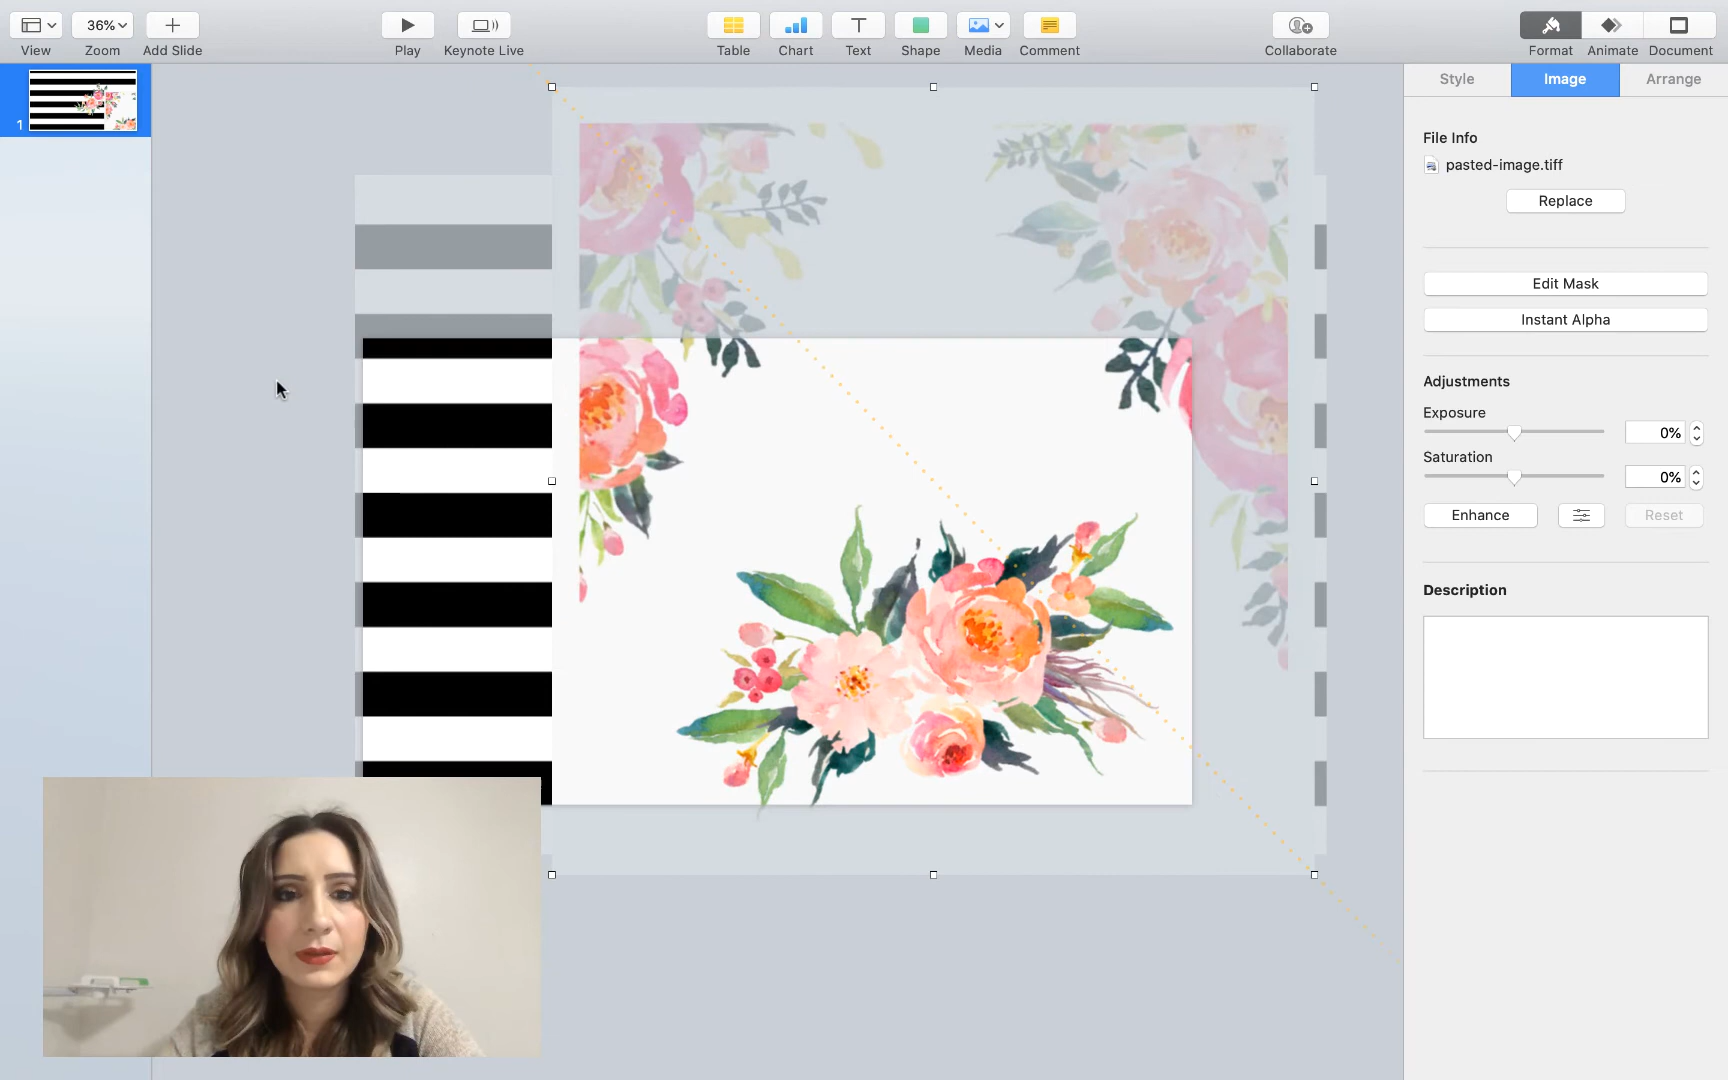 36%
View
Zoom
Add Slide
Play
Keynote Live
Table
Chart
Text
Shape
Media
Comment
Collaborate
Format
Animate
Document
1
Style
Image
Arrange
File Info
pasted-image.tiff
Replace
Edit Mask
Instant Alpha
Adjustments
Exposure
0%
Saturation
0%
Enhance
Reset
Description